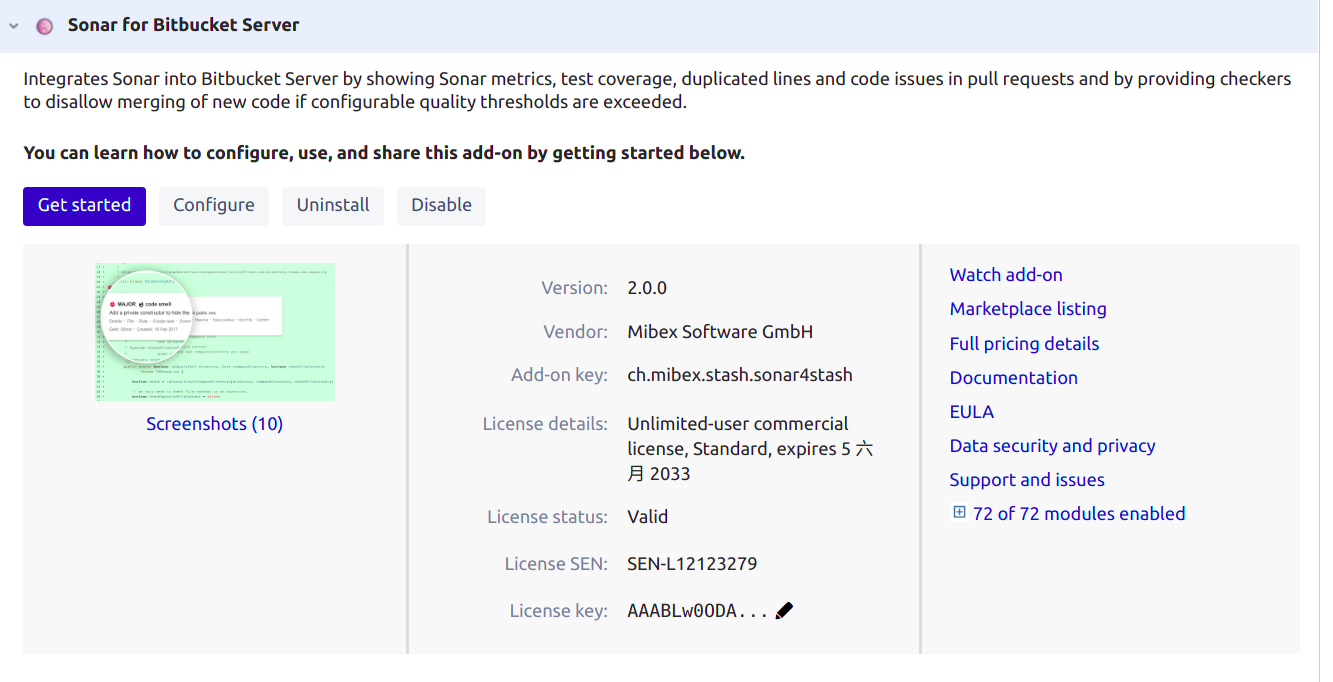 Sonar for Bitbucket Server
Integrates Sonar into Bitbucket Server by showing Sonar metrics, test coverage, duplicated lines and code issues in pull requests and by providing checkers
to disallow merging of new code if configurable quality thresholds are exceeded.
You can learn how to configure, use, and share this add-on by getting started below.
Get started Configure Uninstall Disable
MAJOR code smell
Add a private constructor to hide the
Screenshots (10)
Version: 2.0.0
Vendor: Mibex Software GmbH
Add-on key: ch.mibex.stash.sonar4stash
License details: Unlimited-user commercial
license, Standard, expires 5 六
月 2033
License status: Valid
License SEN: SEN-L12123279
License key: AAABLw0ODA...
Watch add-on
Marketplace listing
Full pricing details
Documentation
EULA
Data security and privacy
Support and issues
72 of 72 modules enabled